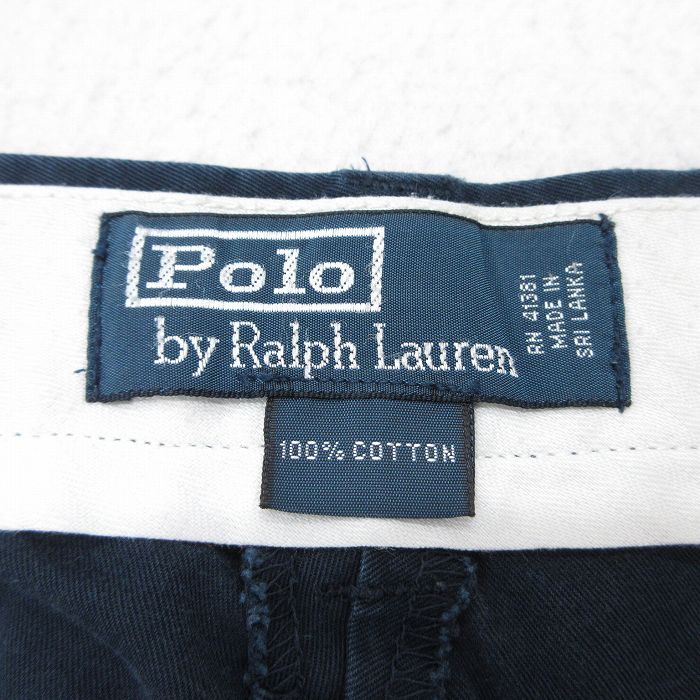 Polo
by Ralph Lauren
RN 41381
MADE IN
SRI LANKA
100% COTTON